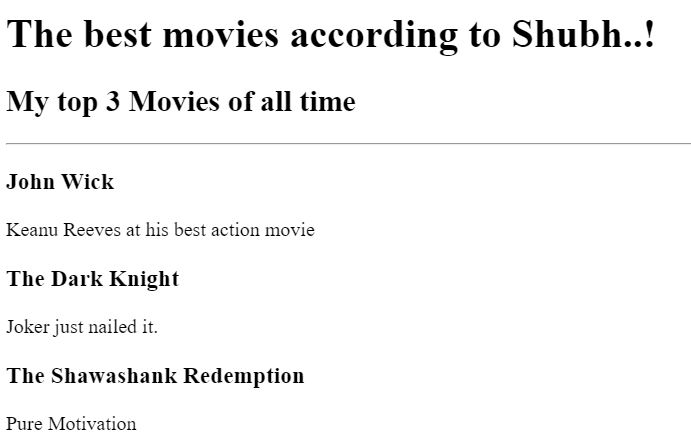 The best movies according to Shubh..!
My top 3 Movies of all time
John Wick
Keanu Reeves at his best action movie
The Dark Knight
Joker just nailed it.
The Shawashank Redemption
Pure Motivation